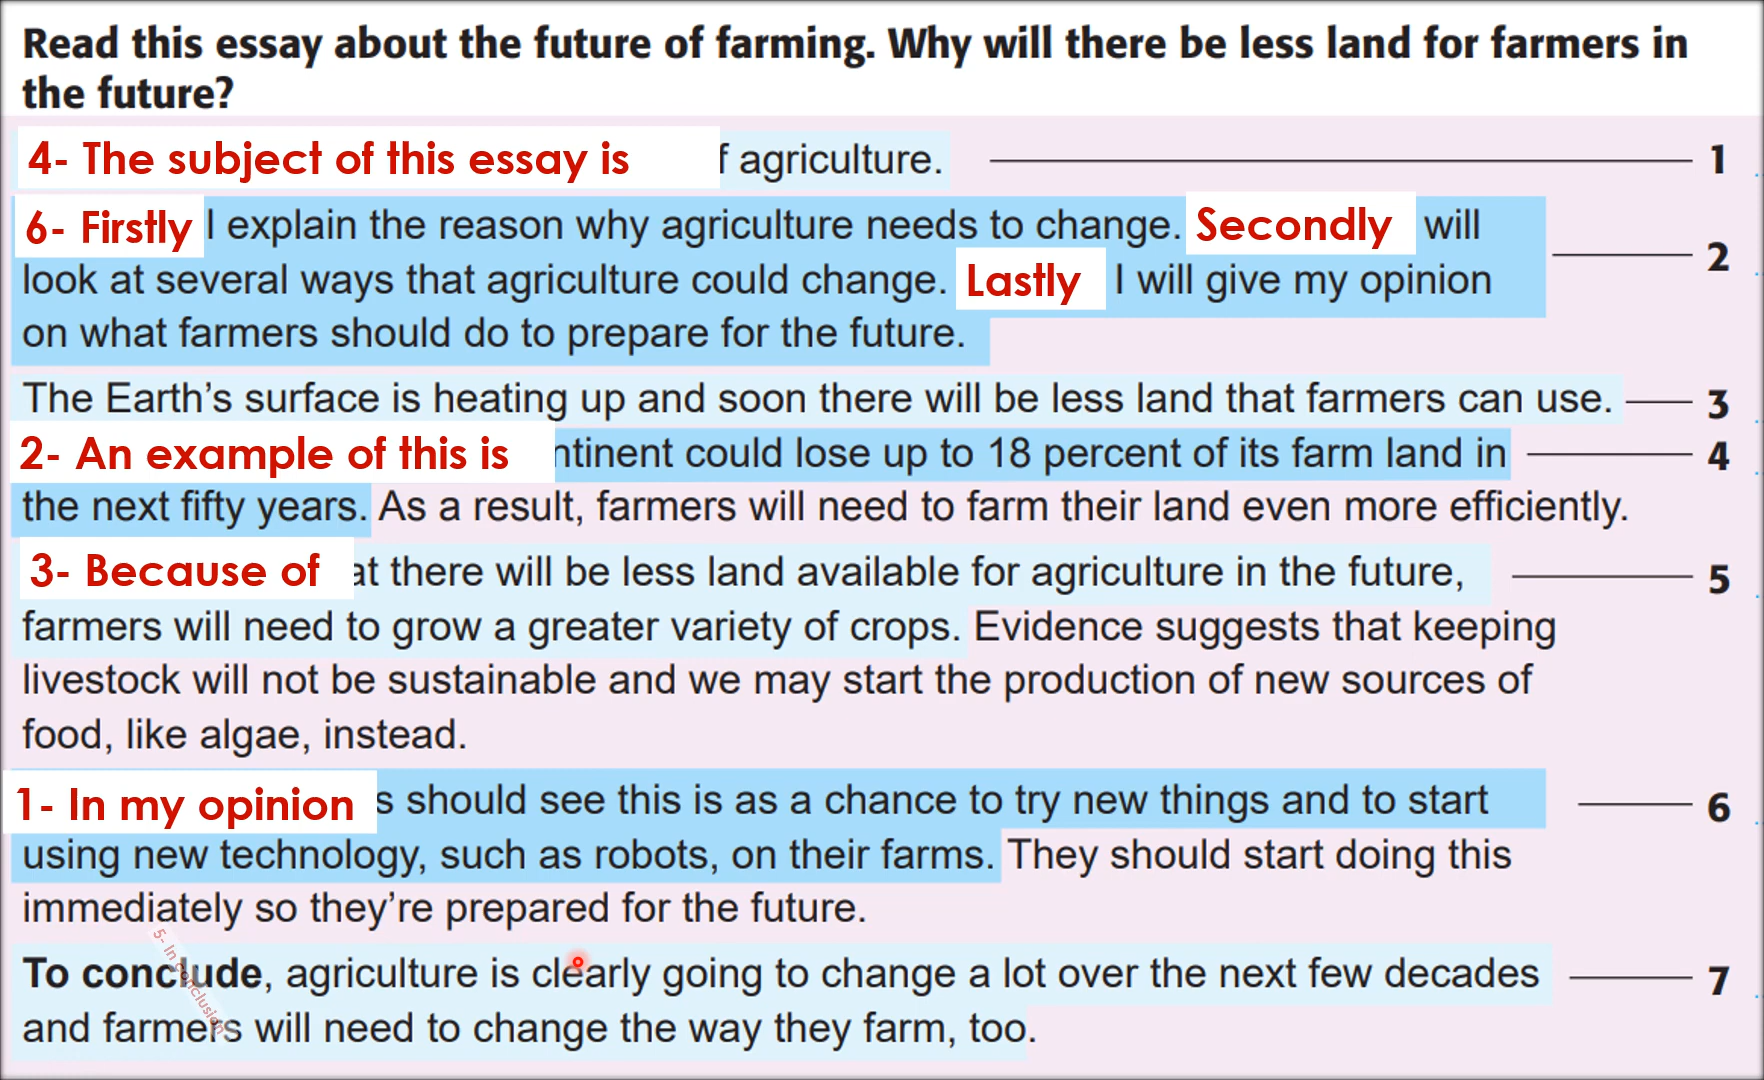 Read this essay about the future of farming. Why will there be less land for farmers in
the future?
4- The subject of this essay is f agriculture. 1
6- Firstly I explain the reason why agriculture needs to change. Secondly will
look at several ways that agriculture could change. Lastly I will give my opinion 2
on what farmers should do to prepare for the future.
The Earth's surface is heating up and soon there will be less land that farmers can use. 3
2- An example of this is ntinent could lose up to 18 percent of its farm land in 4
the next fifty years. As a result, farmers will need to farm their land even more efficiently.
3- Because of at there will be less land available for agriculture in the future, 5
farmers will need to grow a greater variety of crops. Evidence suggests that keeping
livestock will not be sustainable and we may start the production of new sources of
food, like algae, instead.
1- In my opinion s should see this is as a chance to try new things and to start 6
using new technology, such as robots, on their farms. They should start doing this
immediately so they're prepared for the future.
5- In conclusion
To conclude, agriculture is clearly going to change a lot over the next few decades 7
and farmers will need to change the way they farm, too.